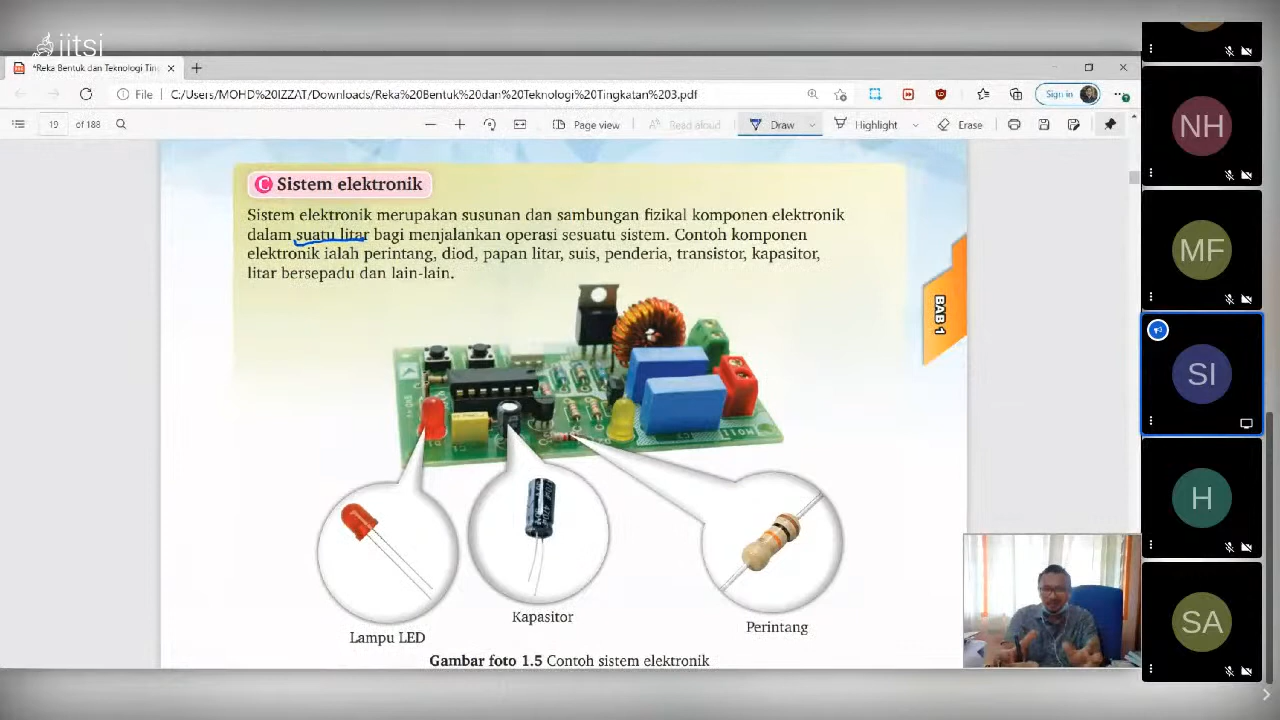 iitsi
*Reka Bentuk dan Teknologi Ting
File C:/Users/MOHD%20IZZAT/Downloads/Reka%20Bentuk%20dan%20Teknologi%20Tingkatan%203.pdf
Sign in
19 of 188
Page view
Read aloud
Draw
Highlight
Erase
C Sistem elektronik
Sistem elektronik merupakan susunan dan sambungan fizikal komponen elektronik
dalam suatu litar bagi menjalankan operasi sesuatu sistem. Contoh komponen
elektronik ialah perintang, diod, papan litar, suis, penderia, transistor, kapasitor,
litar bersepadu dan lain-lain.
BAB 1
Lampu LED
Kapasitor
Perintang
Gambar foto 1.5 Contoh sistem elektronik
NH
MF
SI
H
SA